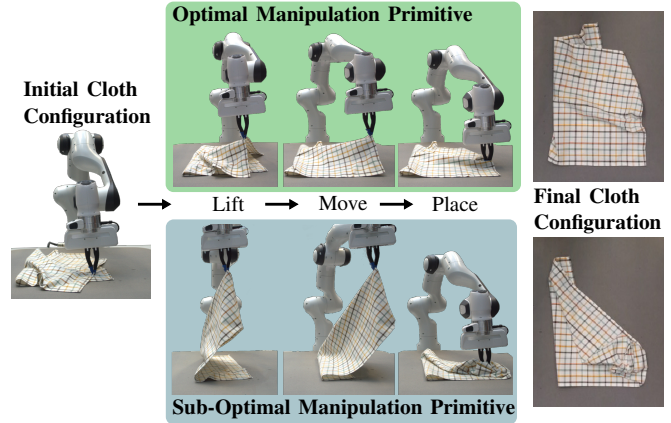 Optimal Manipulation Primitive
Initial Cloth
Configuration
Lift
Move
Place
Final Cloth
Configuration
Sub-Optimal Manipulation Primitive